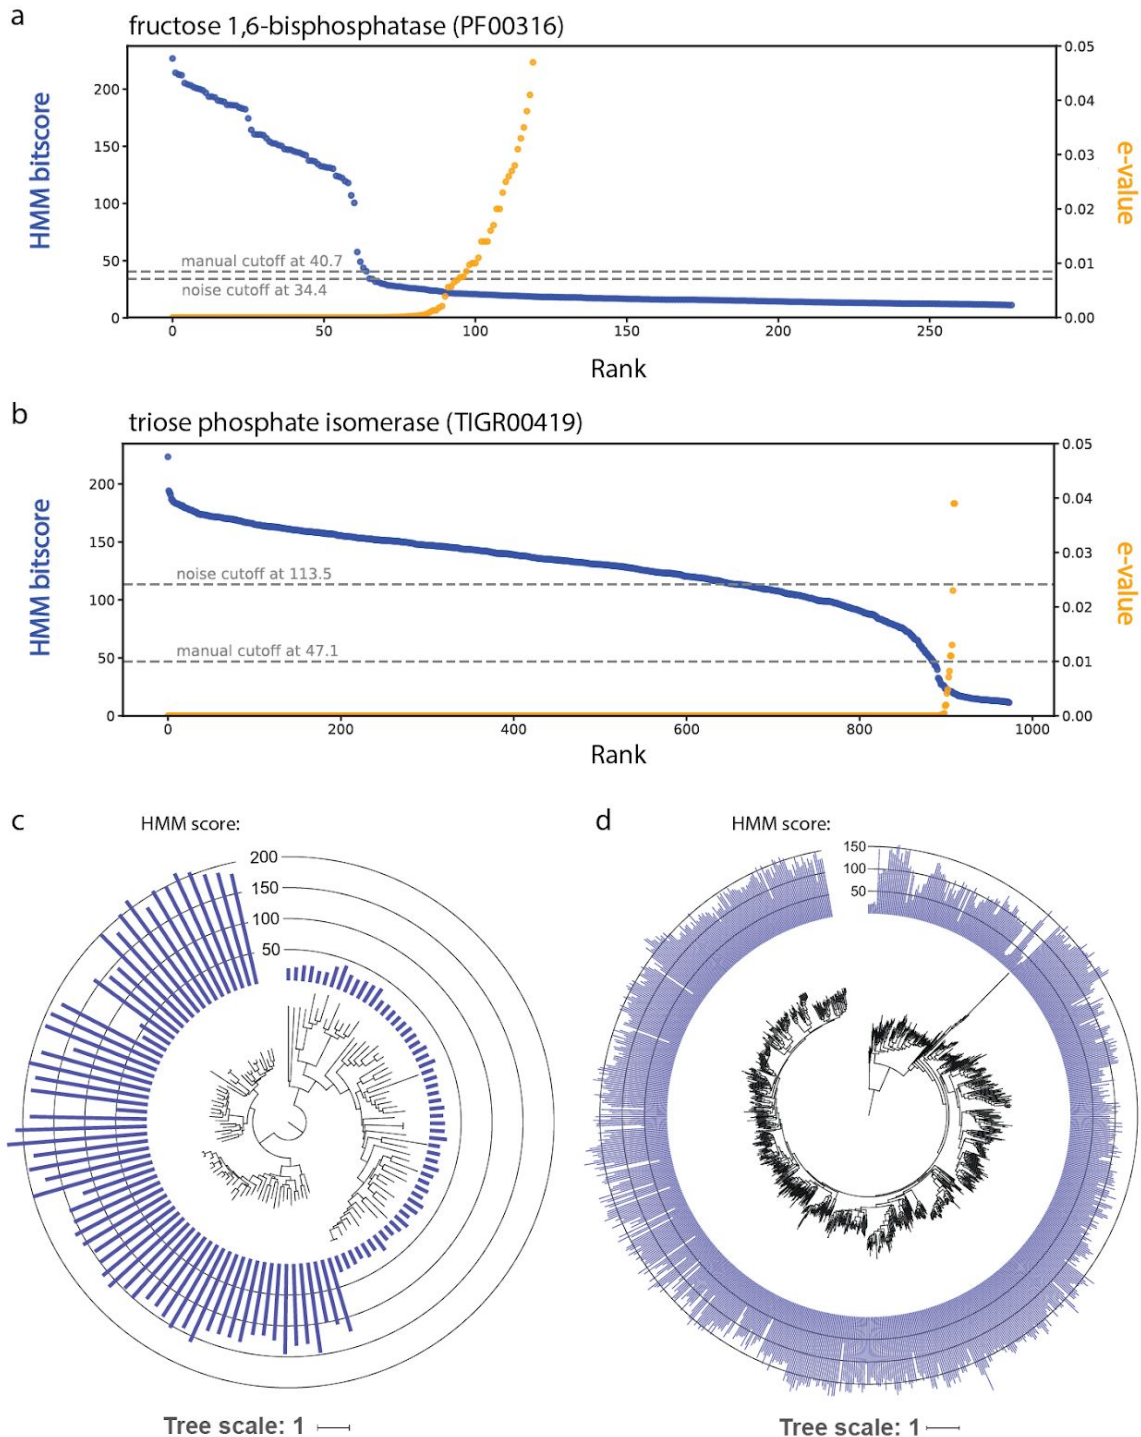 a
fructose 1,6-bisphosphatase (PF00316)
HMM bitscore
200
150
100
50
0
manual cutoff at 40.7
noise cutoff at 34.4
0.05
0.04
0.03
0.02
0.01
0.00
e-value
0 50 100 150 200 250
Rank
b
triose phosphate isomerase (TIGR00419)
HMM bitscore
200
150
100
50
0
noise cutoff at 113.5
manual cutoff at 47.1
0.05
0.04
0.03
0.02
0.01
0.00
e-value
0 200 400 600 800 1000
Rank
c
HMM score:
200
150
100
50
Tree scale: 1
d
HMM score:
150
100
50
Tree scale: 1